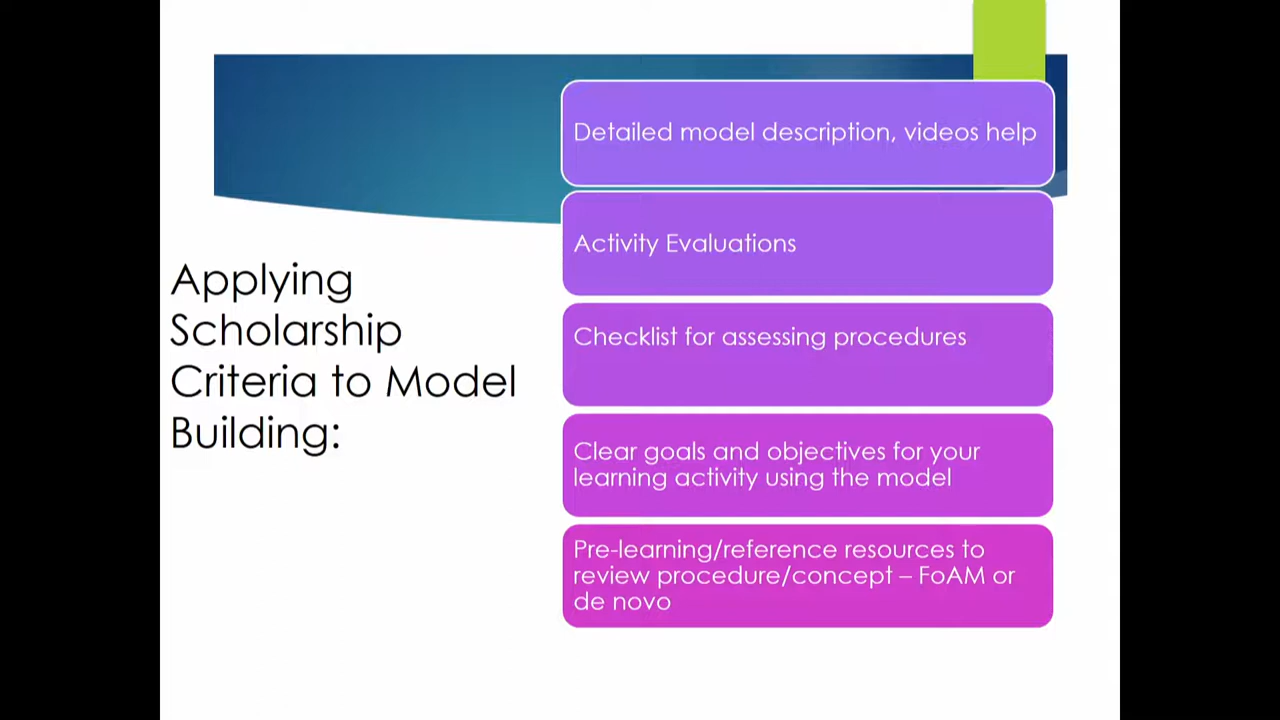 Applying
Scholarship
Criteria to Model
Building:
Detailed model description, videos help
Activity Evaluations
Checklist for assessing procedures
Clear goals and objectives for your
learning activity using the model
Pre-learning/reference resources to
review procedure/concept – FoAM or
de novo